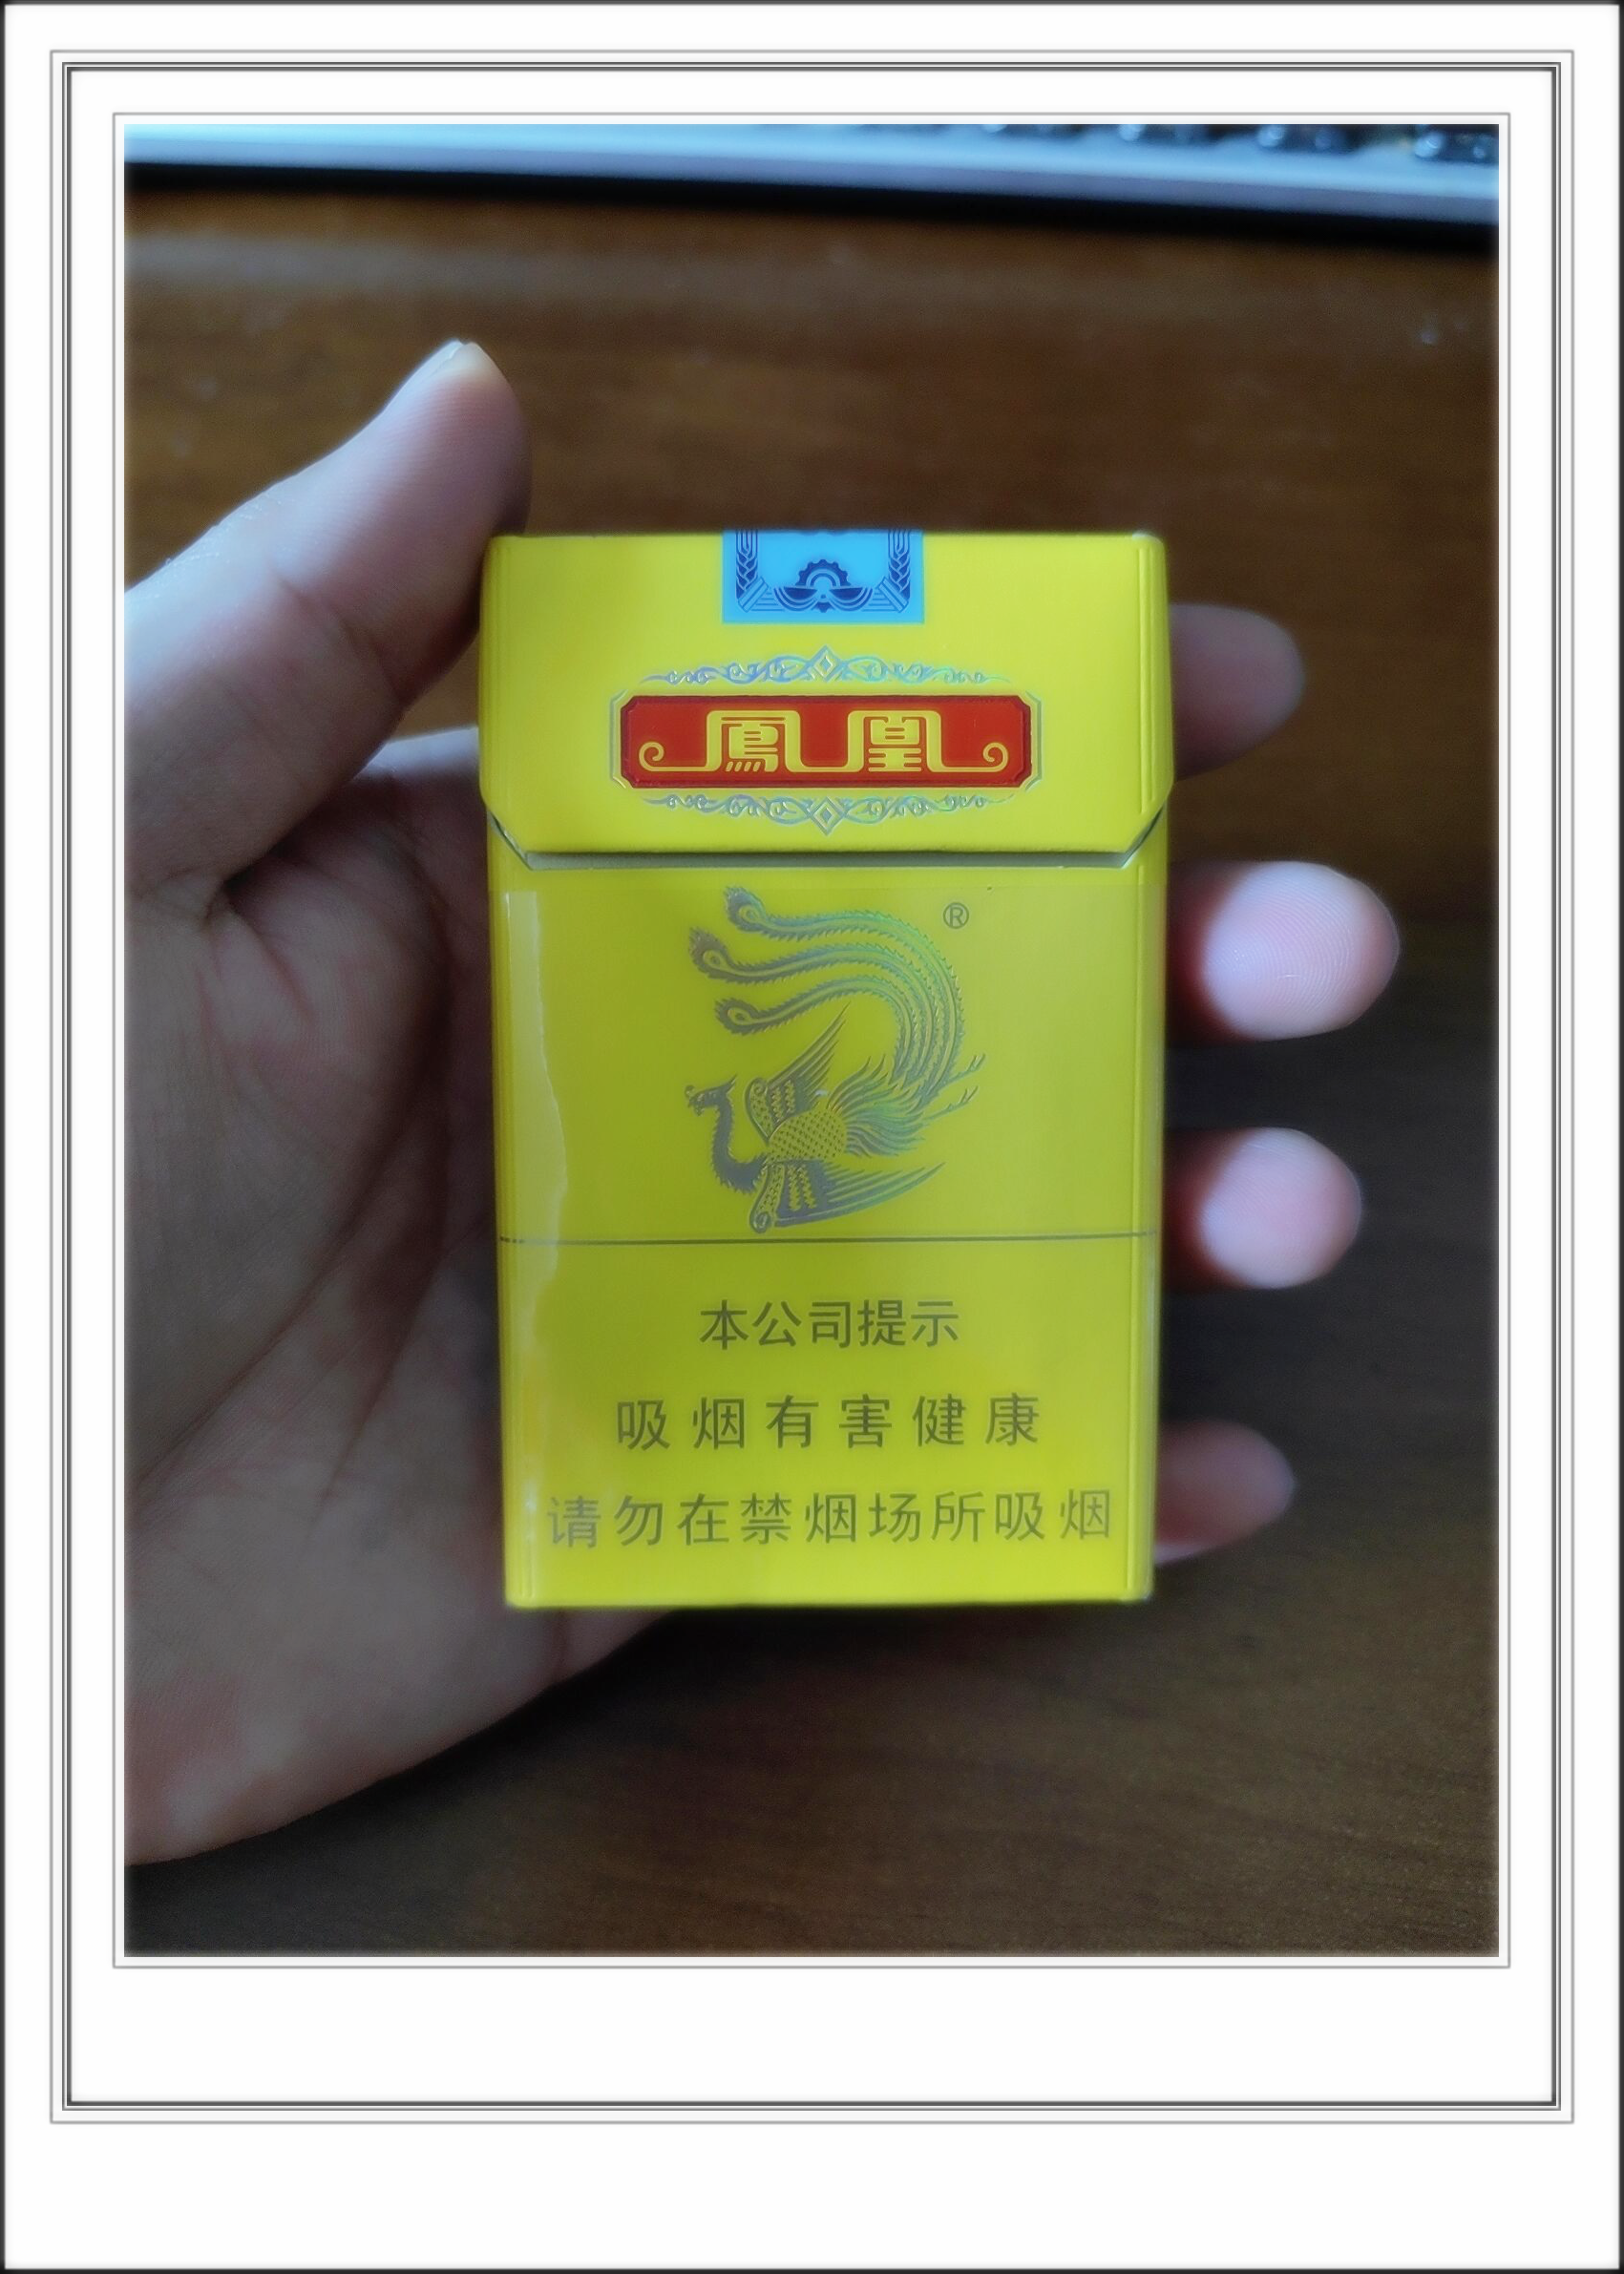 鳳凰
®
本公司提示
吸烟有害健康
请勿在禁烟场所吸烟